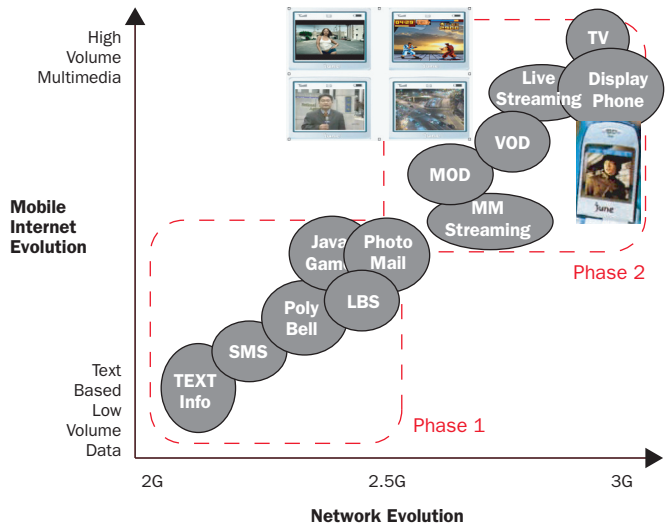 High
Volume
Multimedia
TV
Live
Streaming
Display
Phone
VOD
MOD
MM
Streaming
june
Mobile
Internet
Evolution
Java
Gam
Photo
Mail
Phase 2
Poly
Bell
LBS
SMS
TEXT
Info
Text
Based
Low
Volume
Data
Phase 1
2G
2.5G
3G
Network Evolution